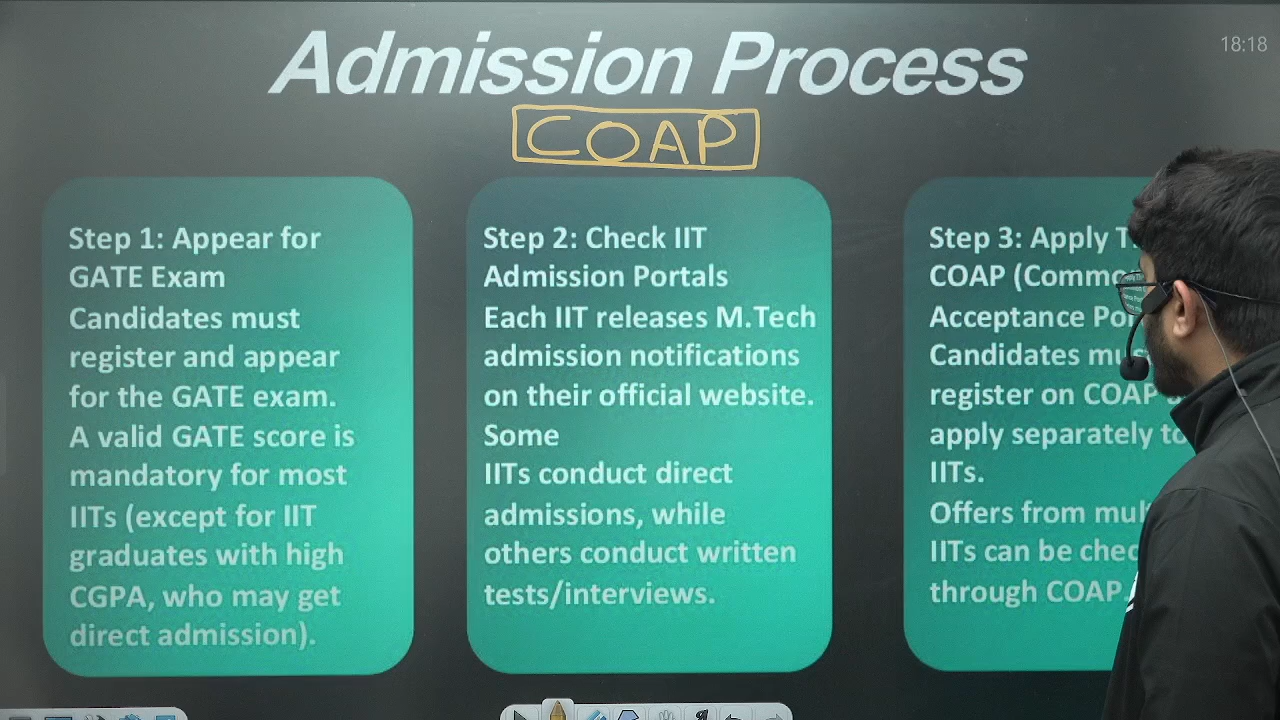 Admission Process
18:18
COAP
Step 1: Appear for
GATE Exam
Candidates must
register and appear
for the GATE exam.
A valid GATE score is
mandatory for most
IITs (except for IIT
graduates with high
CGPA, who may get
direct admission).
Step 2: Check IIT
Admission Portals
Each IIT releases M.Tech
admission notifications
on their official website.
Some
IITs conduct direct
admissions, while
others conduct written
tests/interviews.
Step 3: Apply
COAP
Acceptance
Candidates
register on COAP
apply separately to
IITs.
Offers from
IITs can be
through COAP.